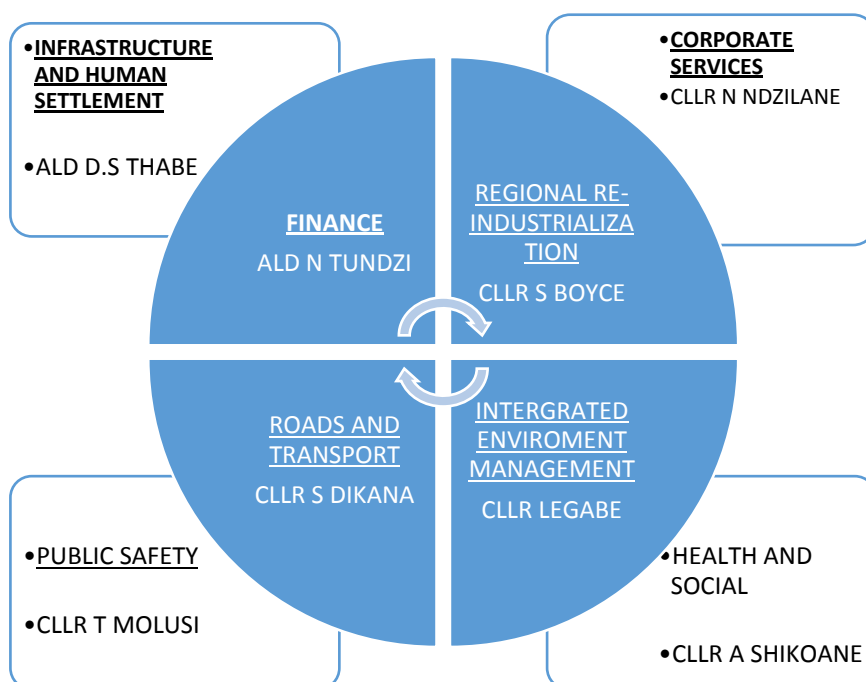 •INFRASTRUCTURE
AND HUMAN
SETTLEMENT
•ALD D.S THABE
•CORPORATE
SERVICES
•CLLR N NDZILANE
FINANCE
ALD N TUNDZI
REGIONAL RE-
INDUSTRIALIZA
TION
CLLR S BOYCE
ROADS AND
TRANSPORT
CLLR S DIKANA
INTERGRATED
ENVIROMENT
MANAGEMENT
CLLR LEGABE
•PUBLIC SAFETY
•CLLR T MOLUSI
•HEALTH AND
SOCIAL
•CLLR A SHIKOANE